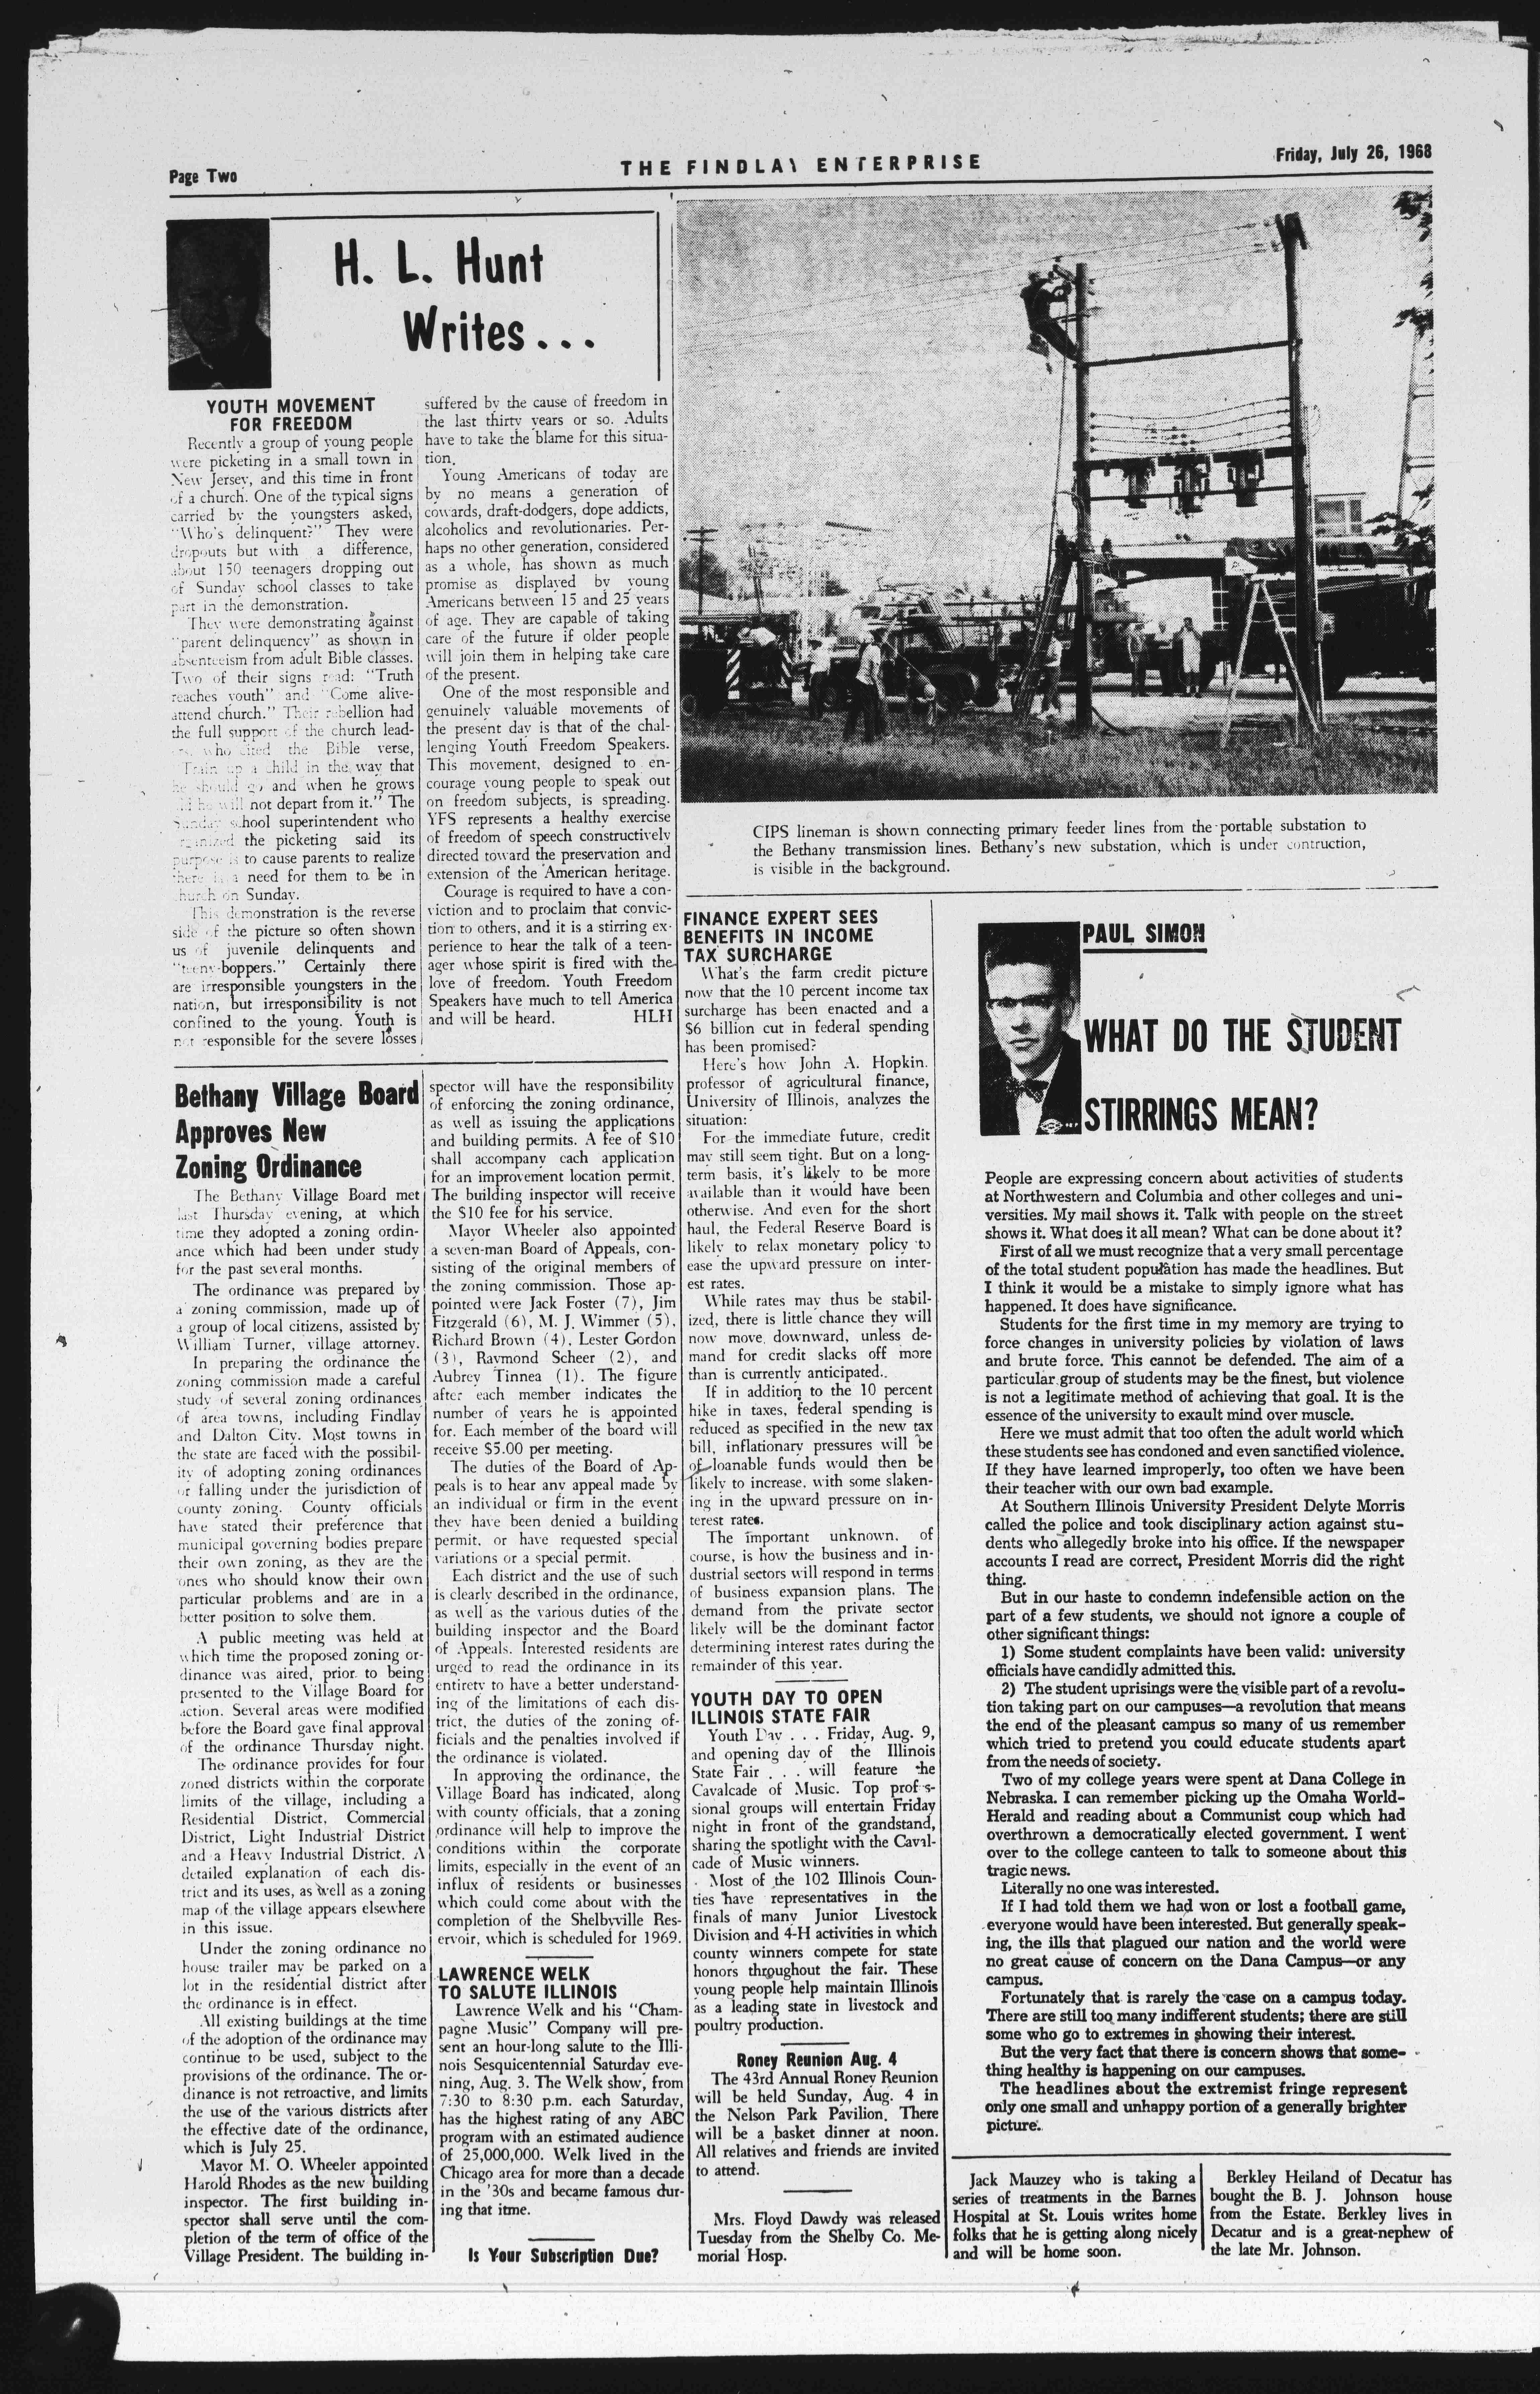 Page Two
THE FINDLAY ENTERPRISE
Friday, July 26, 1968
H. L. Hunt
Writes...
YOUTH MOVEMENT
FOR FREEDOM
Recently a group of young people
were picketing in a small town in
New Jersey, and this time in front
of a church. One of the typical signs
carried by the youngsters asked,
"Who's delinquent?" They were
dropouts but with a difference,
about 150 teenagers dropping out
of Sunday school classes to take
part in the demonstration.
They were demonstrating against
"parent delinquency" as shown in
absenteeism from adult Bible classes.
Two of their signs read: "Truth
reaches youth" and "Come alive-
attend church." Their rebellion had
the full support of the church lead-
ers, who cited the Bible verse,
"Train up a child in the way that
he should go and when he grows
old he will not depart from it." The
Sunday school superintendent who
organized the picketing said its
purpose is to cause parents to realize
there is a need for them to be in
church on Sunday.
This demonstration is the reverse
side of the picture so often shown
us of juvenile delinquents and
"teeny-boppers." Certainly there
are irresponsible youngsters in the
nation, but irresponsibility is not
confined to the young. Youth is
not responsible for the severe losses
suffered by the cause of freedom in
the last thirty years or so. Adults
have to take the blame for this situa-
tion.
Young Americans of today are
by no means a generation of
cowards, draft-dodgers, dope addicts,
alcoholics and revolutionaries. Per-
haps no other generation, considered
as a whole, has shown as much
promise as displayed by young
Americans between 15 and 25 years
of age. They are capable of taking
care of the future if older people
will join them in helping take care
of the present.
One of the most responsible and
genuinely valuable movements of
the present day is that of the chal-
lenging Youth Freedom Speakers.
This movement, designed to en-
courage young people to speak out
on freedom subjects, is spreading.
YFS represents a healthy exercise
of freedom of speech constructively
directed toward the preservation and
extension of the American heritage.
Courage is required to have a con-
viction and to proclaim that convic-
tion to others, and it is a stirring ex-
perience to hear the talk of a teen-
ager whose spirit is fired with the
love of freedom. Youth Freedom
Speakers have much to tell America
and will be heard. HLH
CIPS lineman is shown connecting primary feeder lines from the portable substation to
the Bethany transmission lines. Bethany's new substation, which is under contruction,
is visible in the background.
Bethany Village Board
Approves New
Zoning Ordinance
The Bethany Village Board met
last Thursday evening, at which
time they adopted a zoning ordin-
ance which had been under study
for the past several months.
The ordinance was prepared by
a zoning commission, made up of
a group of local citizens, assisted by
William Turner, village attorney.
In preparing the ordinance the
zoning commission made a careful
study of several zoning ordinances
of area towns, including Findlay
and Dalton City. Most towns in
the state are faced with the possibil-
ity of adopting zoning ordinances
or falling under the jurisdiction of
county zoning. County officials
have stated their preference that
municipal governing bodies prepare
their own zoning, as they are the
ones who should know their own
particular problems and are in a
better position to solve them.
A public meeting was held at
which time the proposed zoning or-
dinance was aired, prior to being
presented to the Village Board for
action. Several areas were modified
before the Board gave final approval
of the ordinance Thursday night.
The ordinance provides for four
zoned districts within the corporate
limits of the village, including a
Residential District, Commercial
District, Light Industrial District
and a Heavy Industrial District. A
detailed explanation of each dis-
trict and its uses, as well as a zoning
map of the village appears elsewhere
in this issue.
Under the zoning ordinance no
house trailer may be parked on a
lot in the residential district after
the ordinance is in effect.
All existing buildings at the time
of the adoption of the ordinance may
continue to be used, subject to the
provisions of the ordinance. The or-
dinance is not retroactive, and limits
the use of the various districts after
the effective date of the ordinance,
which is July 25.
Mayor M. O. Wheeler appointed
Harold Rhodes as the new building
inspector. The first building in-
spector shall serve until the com-
pletion of the term of office of the
Village President. The building in-
spector will have the responsibility
of enforcing the zoning ordinance,
as well as issuing the applications
and building permits. A fee of $10
shall accompany each application
for an improvement location permit.
The building inspector will receive
the $10 fee for his service.
Mayor Wheeler also appointed
a seven-man Board of Appeals, con-
sisting of the original members of
the zoning commission. Those ap-
pointed were Jack Foster (7), Jim
Fitzgerald (6), M. J. Wimmer (5),
Richard Brown (4), Lester Gordon
(3), Raymond Scheer (2), and
Aubrey Tinnea (1). The figure
after each member indicates the
number of years he is appointed
for. Each member of the board will
receive $5.00 per meeting.
The duties of the Board of Ap-
peals is to hear any appeal made by
an individual or firm in the event
they have been denied a building
permit, or have requested special
variations or a special permit.
Each district and the use of such
is clearly described in the ordinance,
as well as the various duties of the
building inspector and the Board
of Appeals. Interested residents are
urged to read the ordinance in its
entirety to have a better understand-
ing of the limitations of each dis-
trict, the duties of the zoning of-
ficials and the penalties involved if
the ordinance is violated.
In approving the ordinance, the
Village Board has indicated, along
with county officials, that a zoning
ordinance will help to improve the
conditions within the corporate
limits, especially in the event of an
influx of residents or businesses
which could come about with the
completion of the Shelbyville Res-
ervoir, which is scheduled for 1969.
LAWRENCE WELK
TO SALUTE ILLINOIS
Lawrence Welk and his "Cham-
pagne Music" Company will pre-
sent an hour-long salute to the Illi-
nois Sesquicentennial Saturday eve-
ning, Aug. 3. The Welk show, from
7:30 to 8:30 p.m. each Saturday,
has the highest rating of any ABC
program with an estimated audience
of 25,000,000. Welk lived in the
Chicago area for more than a decade
in the '30s and became famous dur-
ing that itme.
Is Your Subscription Due?
FINANCE EXPERT SEES
BENEFITS IN INCOME
TAX SURCHARGE
What's the farm credit picture
now that the 10 percent income tax
surcharge has been enacted and a
$6 billion cut in federal spending
has been promised?
Here's how John A. Hopkin,
professor of agricultural finance,
University of Illinois, analyzes the
situation:
For the immediate future, credit
may still seem tight. But on a long-
term basis, it's likely to be more
available than it would have been
otherwise. And even for the short
haul, the Federal Reserve Board is
likely to relax monetary policy to
ease the upward pressure on inter-
est rates.
While rates may thus be stabil-
ized, there is little chance they will
now move downward, unless de-
mand for credit slacks off more
than is currently anticipated.
If in addition to the 10 percent
hike in taxes, federal spending is
reduced as specified in the new tax
bill, inflationary pressures will be
of loanable funds would then be
likely to increase, with some slaken-
ing in the upward pressure on in-
terest rates.
The important unknown, of
course, is how the business and in-
dustrial sectors will respond in terms
of business expansion plans. The
demand from the private sector
likely will be the dominant factor
determining interest rates during the
remainder of this year.
YOUTH DAY TO OPEN
ILLINOIS STATE FAIR
Youth Day . . . Friday, Aug. 9,
and opening day of the Illinois
State Fair . . . will feature the
Cavalcade of Music. Top profes-
sional groups will entertain Friday
night in front of the grandstand,
sharing the spotlight with the Caval-
cade of Music winners.
Most of the 102 Illinois Coun-
ties have representatives in the
finals of many Junior Livestock
Division and 4-H activities in which
county winners compete for state
honors throughout the fair. These
young people help maintain Illinois
as a leading state in livestock and
poultry production.
Roney Reunion Aug. 4
The 43rd Annual Roney Reunion
will be held Sunday, Aug. 4 in
the Nelson Park Pavilion. There
will be a basket dinner at noon.
All relatives and friends are invited
to attend.
Mrs. Floyd Dawdy was released
Tuesday from the Shelby Co. Me-
morial Hosp.
PAUL SIMON
WHAT DO THE STUDENT
STIRRINGS MEAN?
People are expressing concern about activities of students
at Northwestern and Columbia and other colleges and uni-
versities. My mail shows it. Talk with people on the street
shows it. What does it all mean? What can be done about it?
First of all we must recognize that a very small percentage
of the total student population has made the headlines. But
I think it would be a mistake to simply ignore what has
happened. It does have significance.
Students for the first time in my memory are trying to
force changes in university policies by violation of laws
and brute force. This cannot be defended. The aim of a
particular group of students may be the finest, but violence
is not a legitimate method of achieving that goal. It is the
essence of the university to exault mind over muscle.
Here we must admit that too often the adult world which
these students see has condoned and even sanctified violence.
If they have learned improperly, too often we have been
their teacher with our own bad example.
At Southern Illinois University President Delyte Morris
called the police and took disciplinary action against stu-
dents who allegedly broke into his office. If the newspaper
accounts I read are correct, President Morris did the right
thing.
But in our haste to condemn indefensible action on the
part of a few students, we should not ignore a couple of
other significant things:
1) Some student complaints have been valid: university
officials have candidly admitted this.
2) The student uprisings were the visible part of a revolu-
tion taking part on our campuses—a revolution that means
the end of the pleasant campus so many of us remember
which tried to pretend you could educate students apart
from the needs of society.
Two of my college years were spent at Dana College in
Nebraska. I can remember picking up the Omaha World-
Herald and reading about a Communist coup which had
overthrown a democratically elected government. I went
over to the college canteen to talk to someone about this
tragic news.
Literally no one was interested.
If I had told them we had won or lost a football game,
everyone would have been interested. But generally speak-
ing, the ills that plagued our nation and the world were
no great cause of concern on the Dana Campus—or any
campus.
Fortunately that is rarely the case on a campus today.
There are still too many indifferent students; there are still
some who go to extremes in showing their interest.
But the very fact that there is concern shows that some-
thing healthy is happening on our campuses.
The headlines about the extremist fringe represent
only one small and unhappy portion of a generally brighter
picture.
Jack Mauzey who is taking a
series of treatments in the Barnes
Hospital at St. Louis writes home
folks that he is getting along nicely
and will be home soon.
Berkley Heiland of Decatur has
bought the B. J. Johnson house
from the Estate. Berkley lives in
Decatur and is a great-nephew of
the late Mr. Johnson.